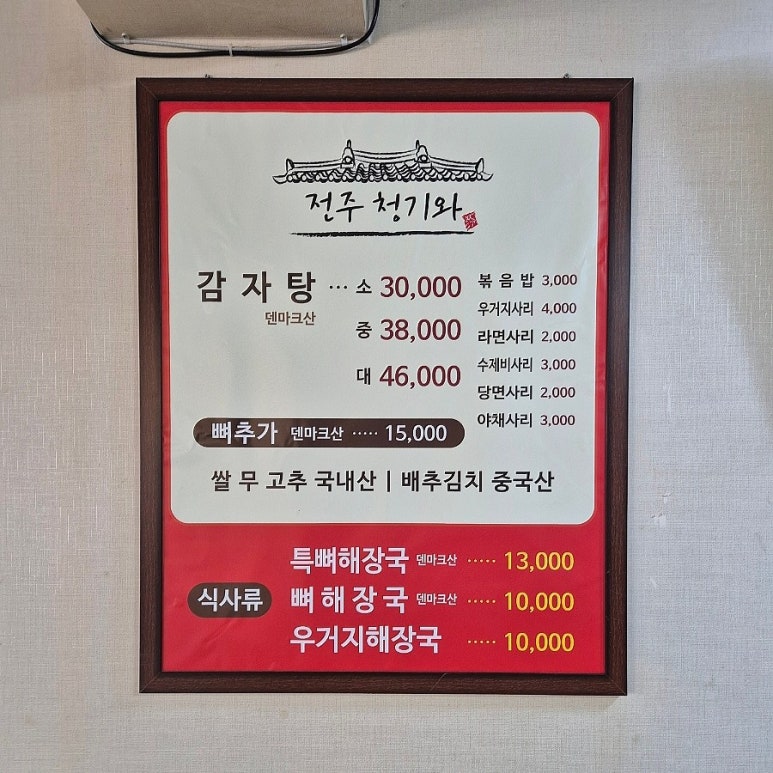 전주 청기와
감자탕 … 소 30,000
덴마크산
중 38,000
대 46,000
볶음밥 3,000
우거지사리 4,000
라면사리 2,000
수제비사리 3,000
당면사리 2,000
야채사리 3,000
뼈추가 덴마크산 ····· 15,000
쌀 무 고추 국내산 | 배추김치 중국산
식사류
특뼈해장국 덴마크산 ····· 13,000
뼈해장국 덴마크산 ····· 10,000
우거지해장국 ····· 10,000